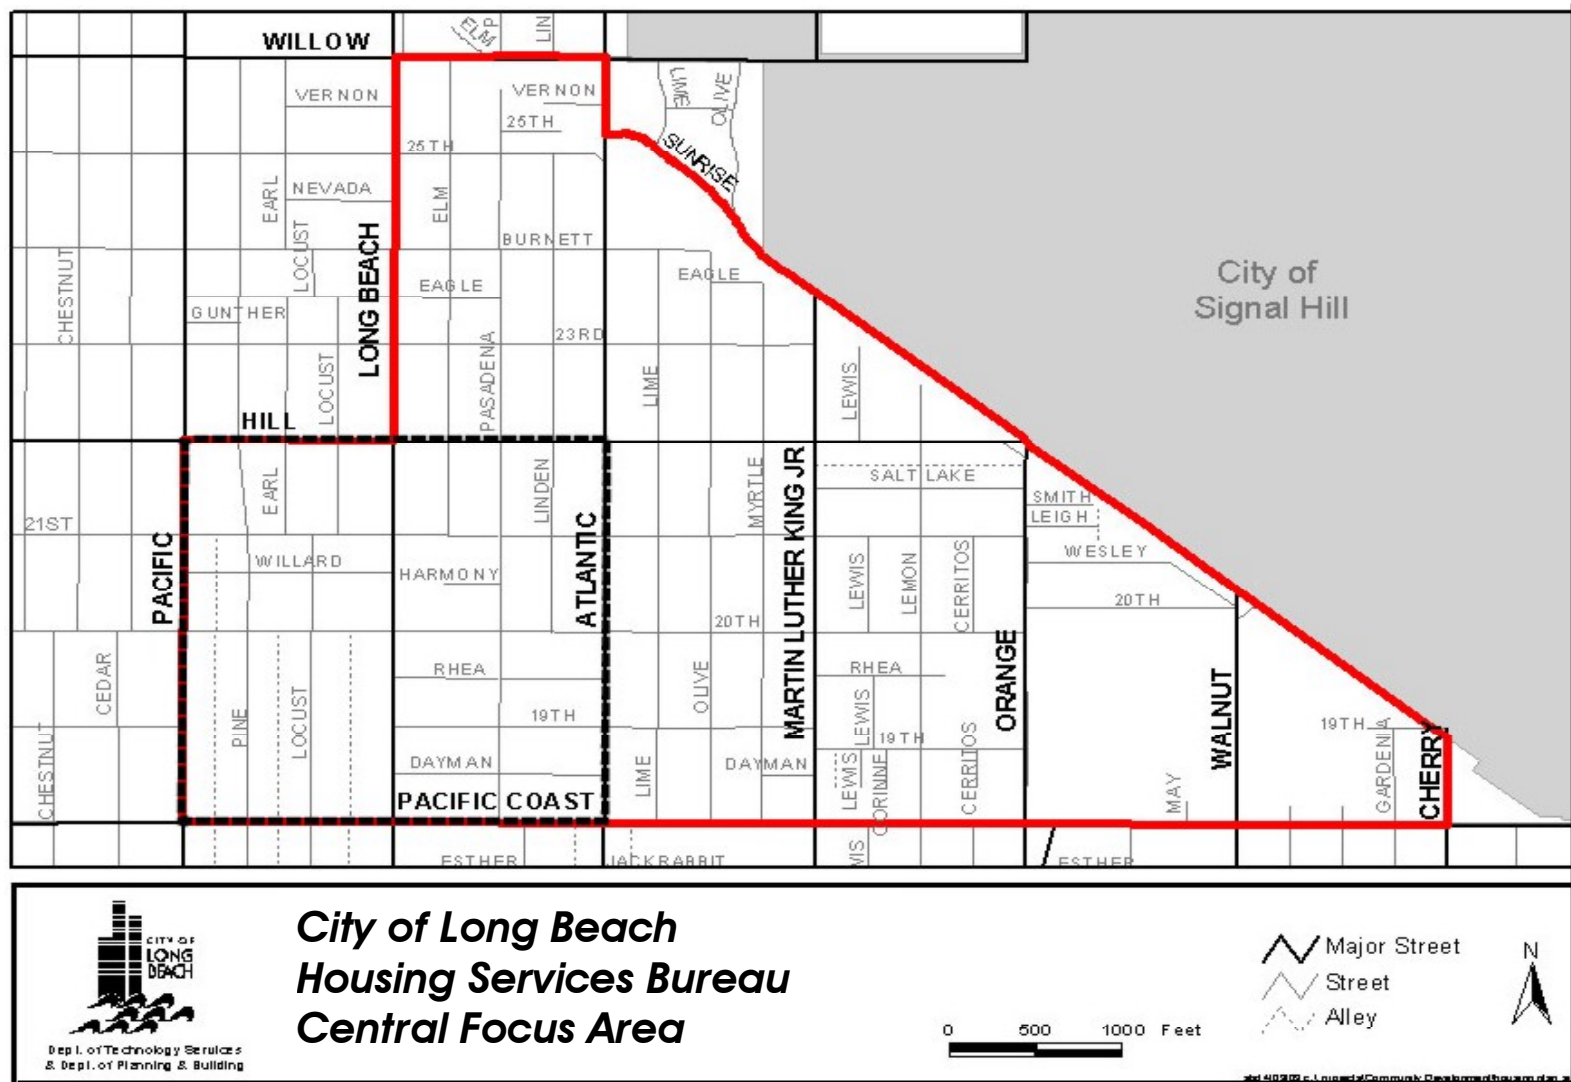 WILLOW
ELM
P
LIN
VERNON
VERNON
LIME
OLIVE
25TH
25TH
SUNRISE
EARL
NEVADA
ELM
LOCUST
LONG BEACH
BURNETT
CHESTNUT
EAGLE
EAGLE
City of
Signal Hill
GUNTHER
23RD
LOCUST
PASADENA
LIME
LEWIS
HILL
EARL
LINDEN
MYRTLE
SALT LAKE
SMITH
LEIGH
21ST
PACIFIC
WILLARD
HARMONY
ATLANTIC
MARTIN LUTHER KING JR
LEWIS
LEMON
CERRITOS
WESLEY
20TH
20TH
CEDAR
RHEA
OLIVE
RHEA
ORANGE
WALNUT
PINE
LOCUST
19TH
LEWIS
19TH
19TH
CHESTNUT
DAYMAN
LIME
DAYMAN
LEWIS
CORINNE
CERRITOS
MAY
GARDENIA
CHERRY
PACIFIC COAST
ESTHER
JACKRABBIT
WIS
ESTHER
CITY OF
LONG
BEACH
Dept. of Technology Services
& Dept. of Planning & Building
City of Long Beach
Housing Services Bureau
Central Focus Area
0 500 1000 Feet
Major Street
Street
Alley
N